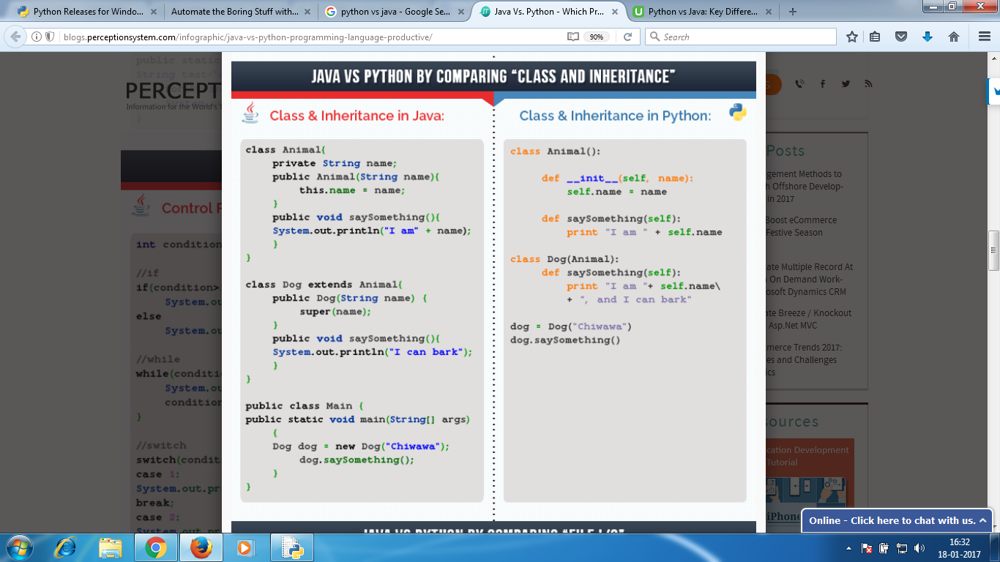 Python Releases for Windo...
Automate the Boring Stuff with...
python vs java - Google Se...
Java Vs. Python - Which Pr...
Python vs Java: Key Differe...
blogs.perceptionsystem.com/infographic/java-vs-python-programming-language-productive/
90%
Search
public static
String test="
PERCEPT
Information for the World's T
}
Control F
int condition
//if
if(condition>
System.ou
else
System.ou
//while
while(conditi
System.ou
condition
}
//switch
switch(condit
case 1:
System.out.pri
break;
case 2:
System.out.pri
JAVA VS PYTHON BY COMPARING “CLASS AND INHERITANCE”
Class & Inheritance in Java:
class Animal{
private String name;
public Animal(String name){
this.name = name;
}
public void saySomething(){
System.out.println("I am" + name);
}
}
class Dog extends Animal{
public Dog(String name) {
super(name);
}
public void saySomething(){
System.out.println("I can bark");
}
}
public class Main {
public static void main(String[] args)
{
Dog dog = new Dog("Chiwawa");
dog.saySomething();
}
}
Class & Inheritance in Python:
class Animal():
def __init__(self, name):
self.name = name
def saySomething(self):
print "I am " + self.name
class Dog(Animal):
def saySomething(self):
print "I am "+ self.name\
+ ", and I can bark"
dog = Dog("Chiwawa")
dog.saySomething()
JAVA VS PYTHON BY COMPARING “FILE I/O”
S
Posts
gement Methods to
h Offshore Develop-
in 2017
Boost eCommerce
Festive Season
ate Multiple Record At
On Demand Work-
osoft Dynamics CRM
ate Breeze / Knockout
Asp.Net MVC
merce Trends 2017:
es and Challenges
ics
sources
cation Development
Tutorial
iPhone
Online - Click here to chat with us.
16:32
18-01-2017